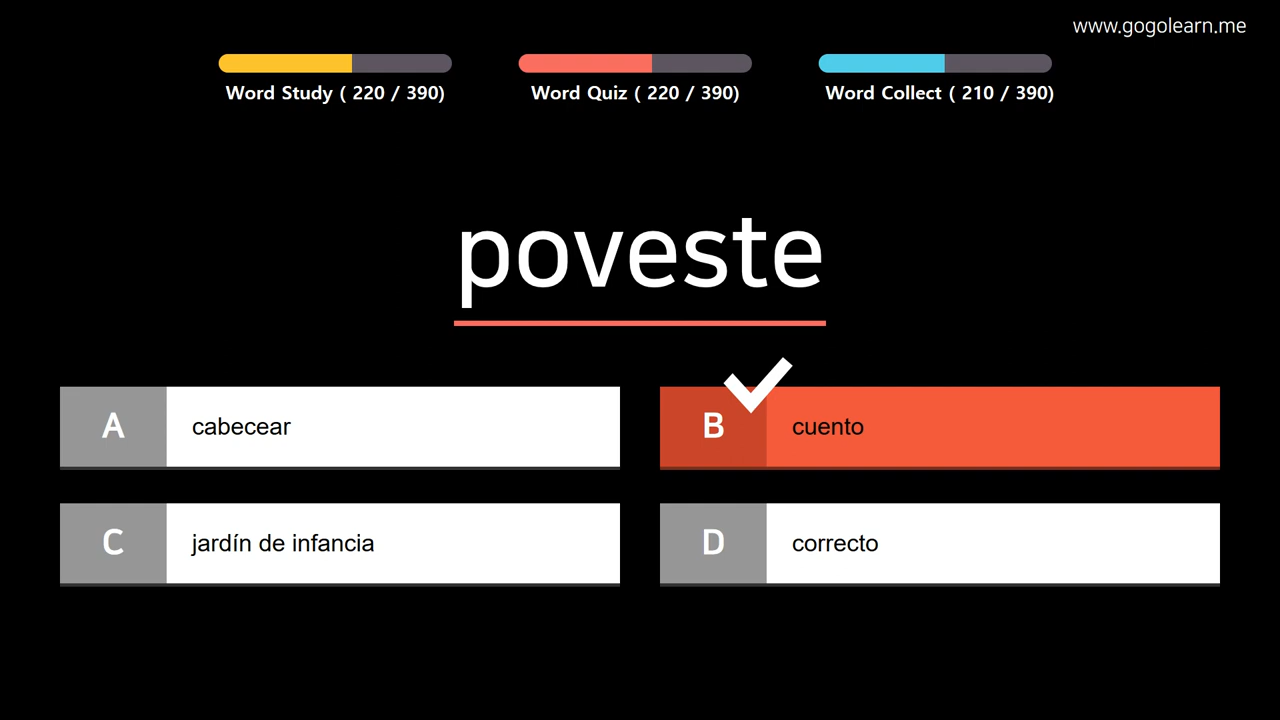 www.gogolearn.me
Word Study ( 220 / 390)
Word Quiz ( 220 / 390)
Word Collect ( 210 / 390)
poveste
A cabecear
B cuento
C jardín de infancia
D correcto